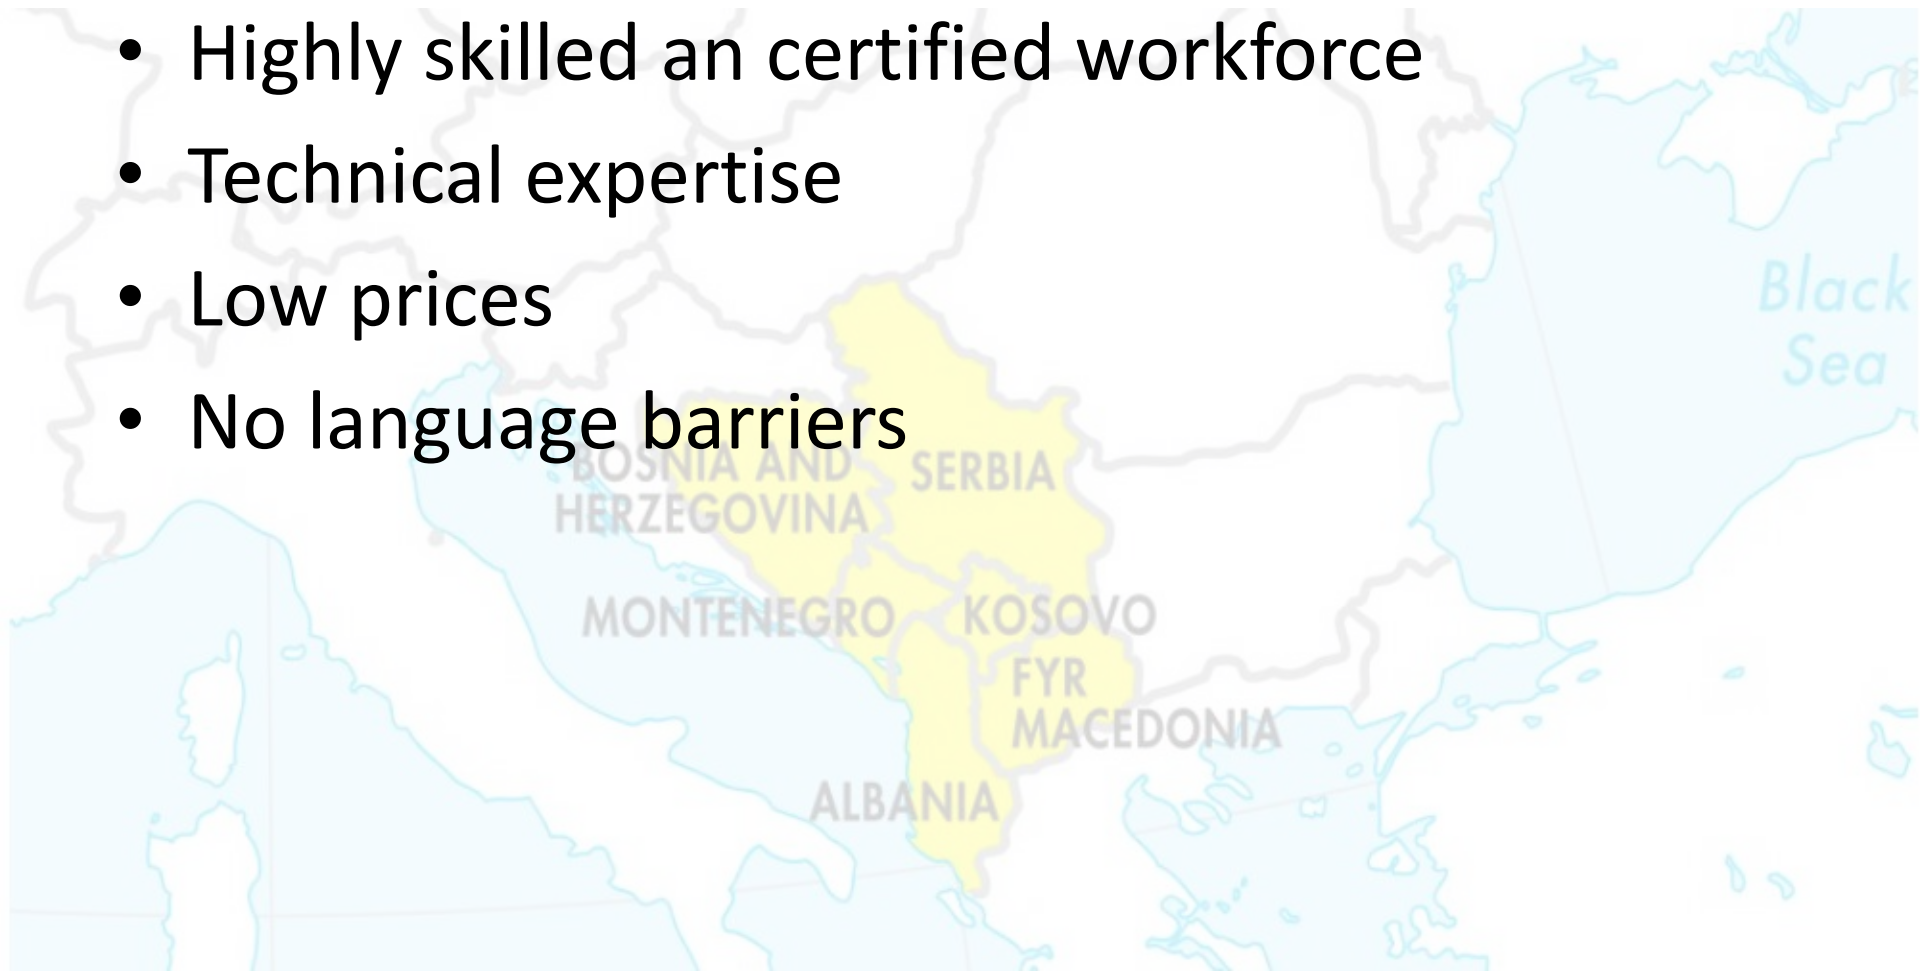 • Highly skilled an certified workforce
• Technical expertise
• Low prices
• No language barriers
Black
Sea
BOSNIA AND
HERZEGOVINA
SERBIA
MONTENEGRO
KOSOVO
FYR
MACEDONIA
ALBANIA